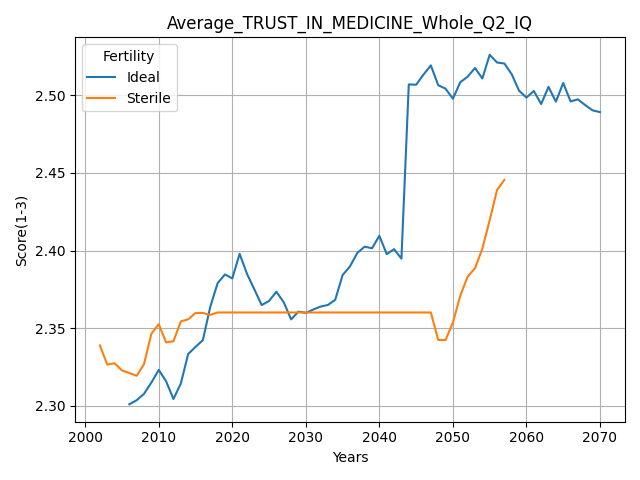 Average_TRUST_IN_MEDICINE_Whole_Q2_IQ
Fertility
Ideal
Sterile
Score(1-3)
2.50
2.45
2.40
2.35
2.30
2000 2010 2020 2030 2040 2050 2060 2070
Years